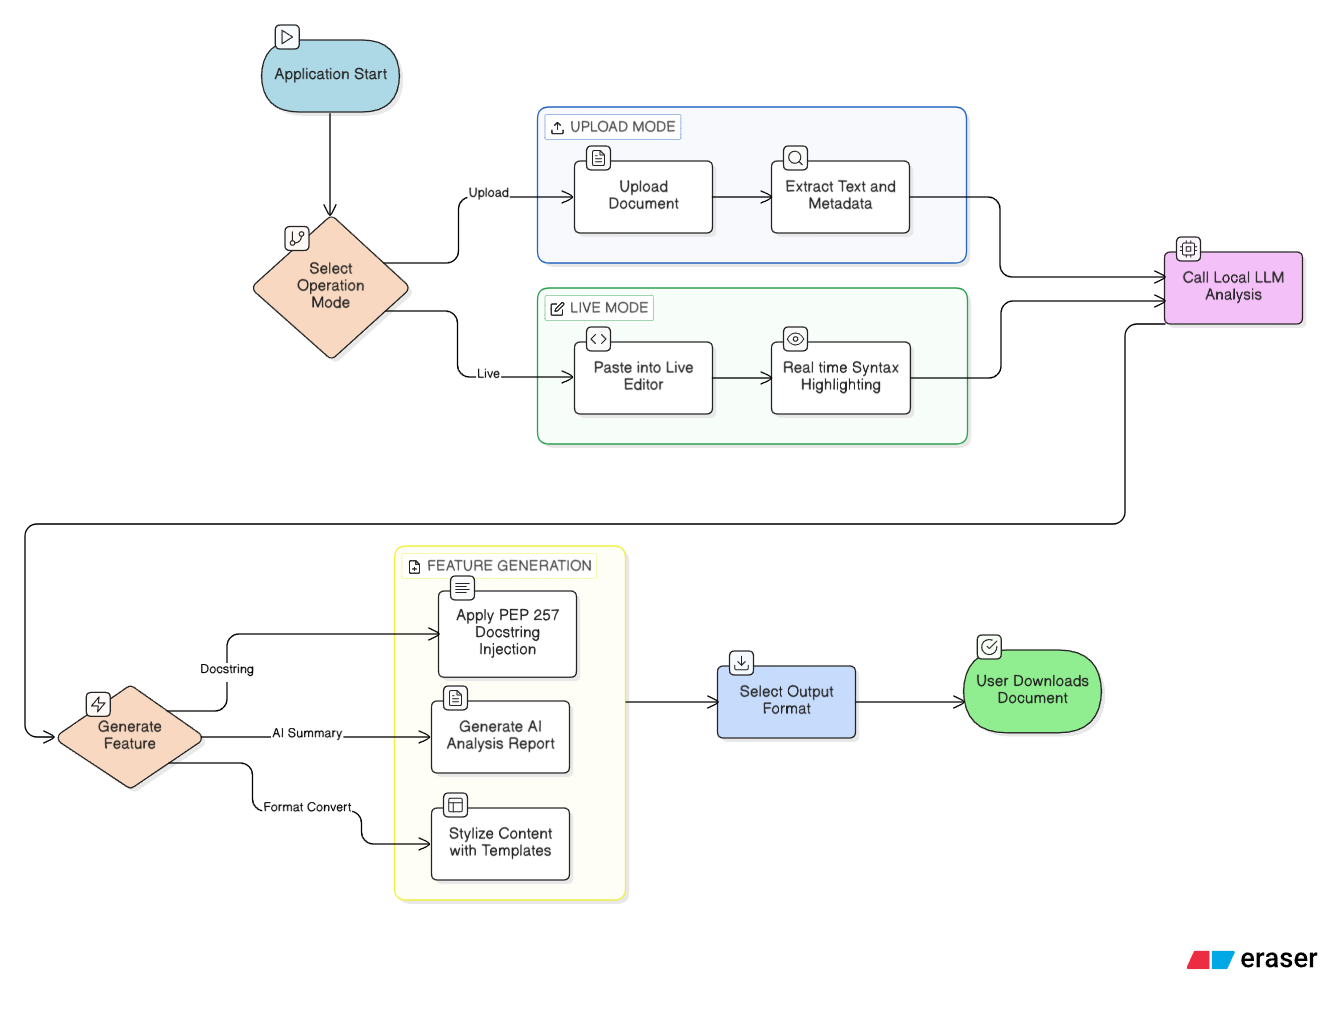 Application Start
Select
Operation
Mode
Upload
Live
UPLOAD MODE
Upload
Document
Extract Text and
Metadata
LIVE MODE
Paste into Live
Editor
Real time Syntax
Highlighting
Call Local LLM
Analysis
Generate
Feature
Docstring
AI Summary
Format Convert
FEATURE GENERATION
Apply PEP 257
Docstring
Injection
Generate AI
Analysis Report
Stylize Content
with Templates
Select Output
Format
User Downloads
Document
eraser